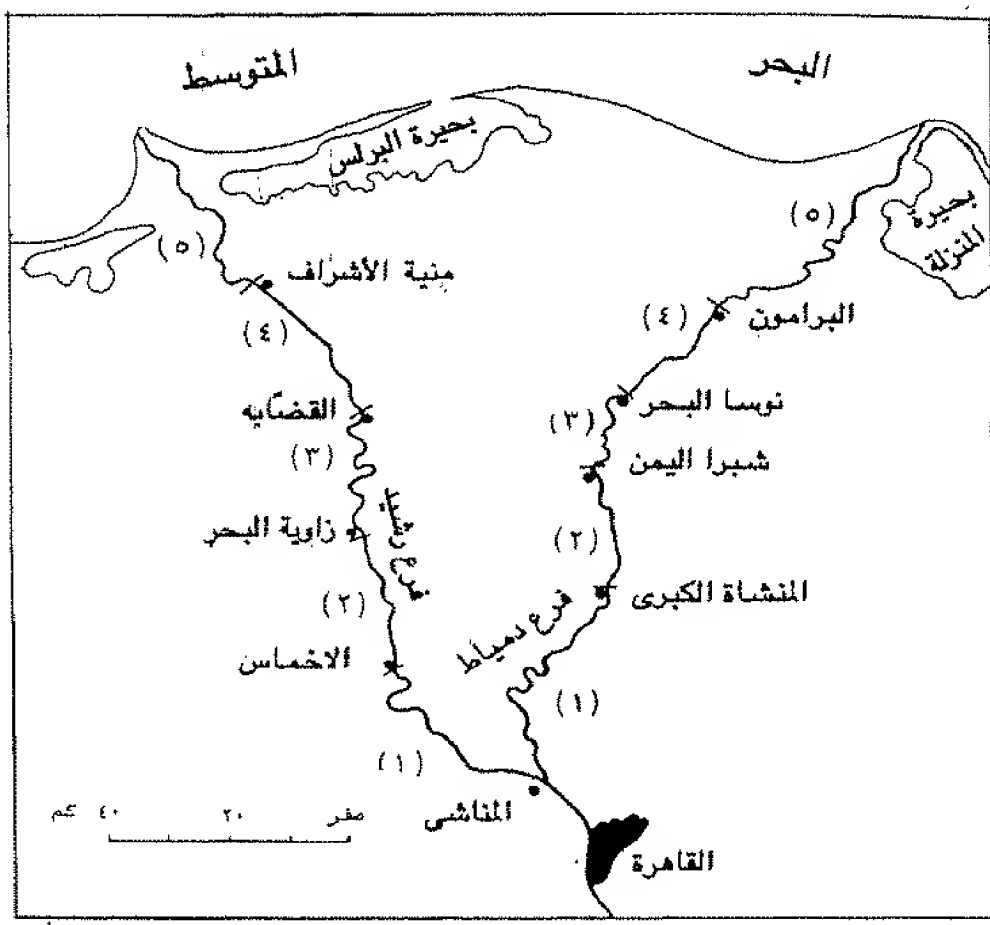 البحر
المتوسط
بحيرة البرلس
بحيرة
المنزلة
(٥)
(٥)
منية الأشراف
البرامون
(٤)
(٤)
نوسا البحر
القضايه
(٣)
(٣)
شبرا اليمن
فرع رشيد
زاوية البحر
(٢)
(٢)
المنشاة الكبرى
فرع دمياط
الاخماس
(١)
(١)
المناشى
صفر ٢٠ ٤٠ كم
القاهرة